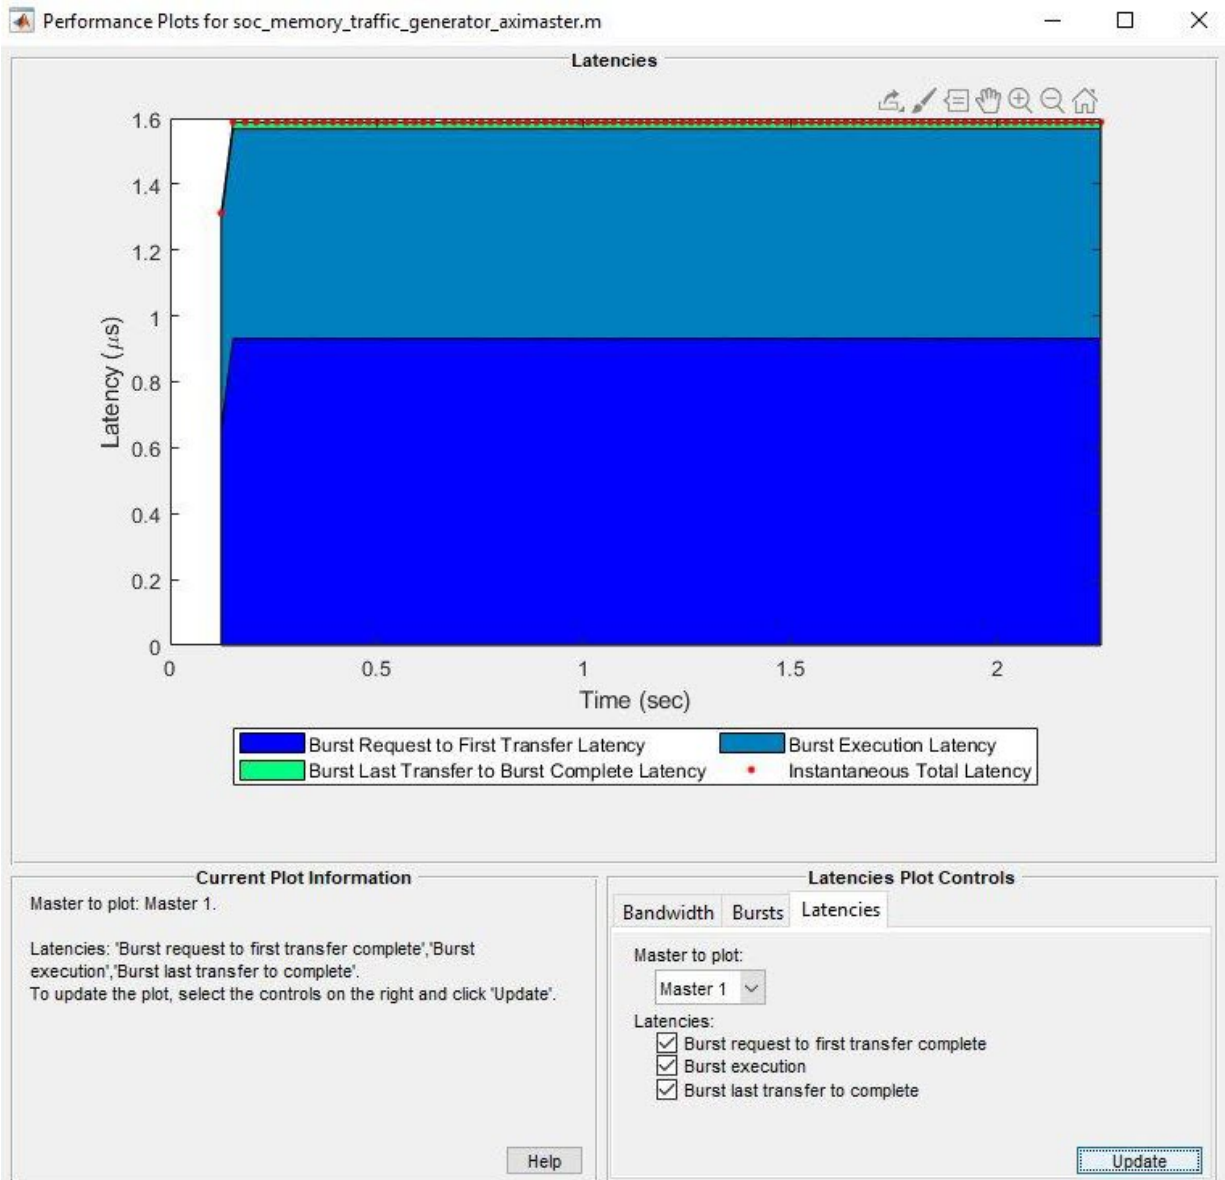 Performance Plots for soc_memory_traffic_generator_aximaster.m
Latencies
1.6
1.4
1.2
1
0.8
0.6
0.4
0.2
0
Latency (μs)
0
0.5
1
1.5
2
Time (sec)
Burst Request to First Transfer Latency
Burst Execution Latency
Burst Last Transfer to Burst Complete Latency
Instantaneous Total Latency
Current Plot Information
Master to plot: Master 1.
Latencies: 'Burst request to first transfer complete','Burst
execution','Burst last transfer to complete'.
To update the plot, select the controls on the right and click 'Update'.
Help
Latencies Plot Controls
Bandwidth
Bursts
Latencies
Master to plot:
Master 1
Latencies:
Burst request to first transfer complete
Burst execution
Burst last transfer to complete
Update